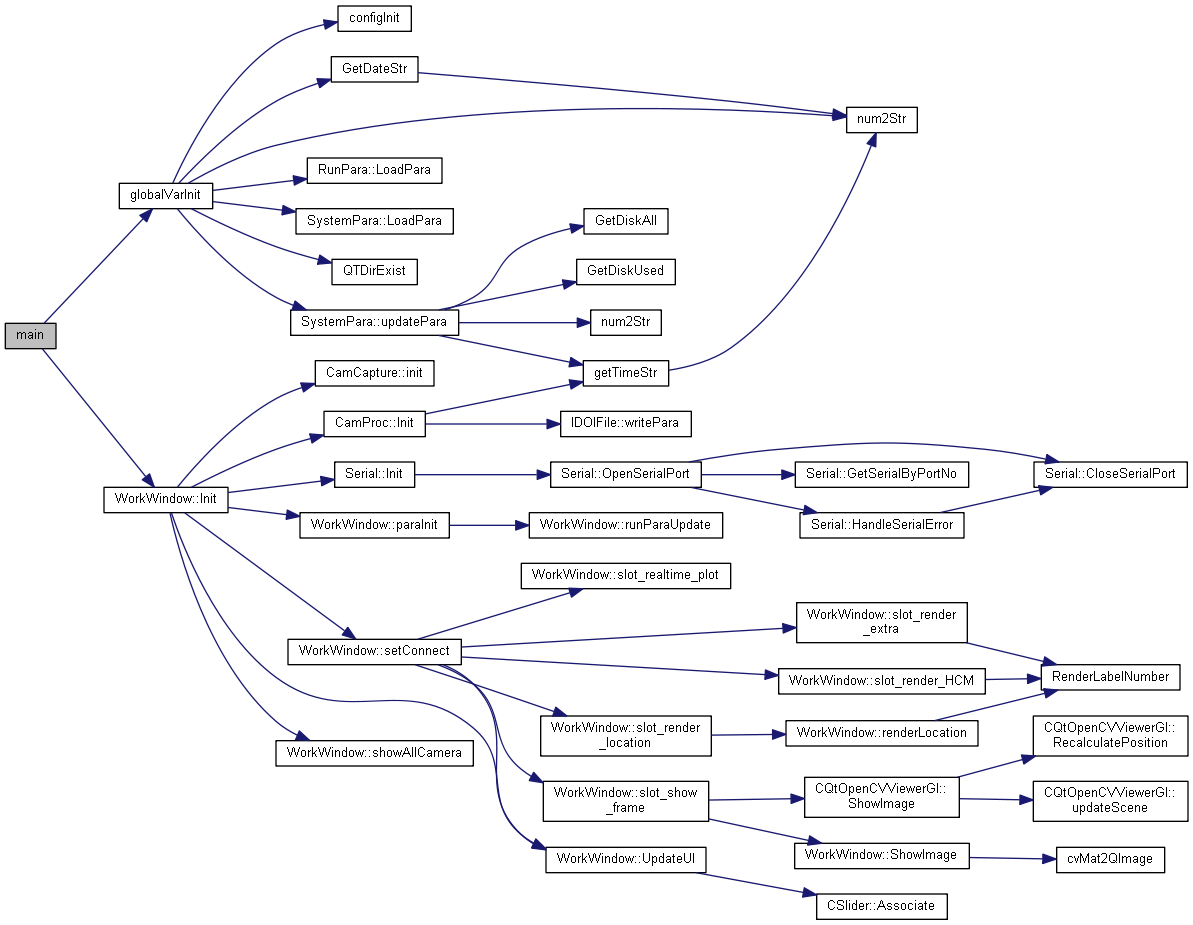 configInit
GetDateStr
num2Str
RunPara::LoadPara
globalVarInit
SystemPara::LoadPara
GetDiskAll
QTDirExist
GetDiskUsed
SystemPara::updatePara
num2Str
main
CamCapture::init
getTimeStr
CamProc::Init
IDOIFile::writePara
Serial::Init
Serial::OpenSerialPort
Serial::GetSerialByPortNo
Serial::CloseSerialPort
WorkWindow::Init
WorkWindow::paraInit
WorkWindow::runParaUpdate
Serial::HandleSerialError
WorkWindow::slot_realtime_plot
WorkWindow::slot_render
_extra
WorkWindow::setConnect
WorkWindow::slot_render_HCM
RenderLabelNumber
WorkWindow::slot_render
_location
WorkWindow::renderLocation
CQtOpenCVViewerGl::
RecalculatePosition
WorkWindow::showAllCamera
WorkWindow::slot_show
_frame
CQtOpenCVViewerGl::
ShowImage
CQtOpenCVViewerGl::
updateScene
WorkWindow::UpdateUI
WorkWindow::ShowImage
cvMat2QImage
CSlider::Associate